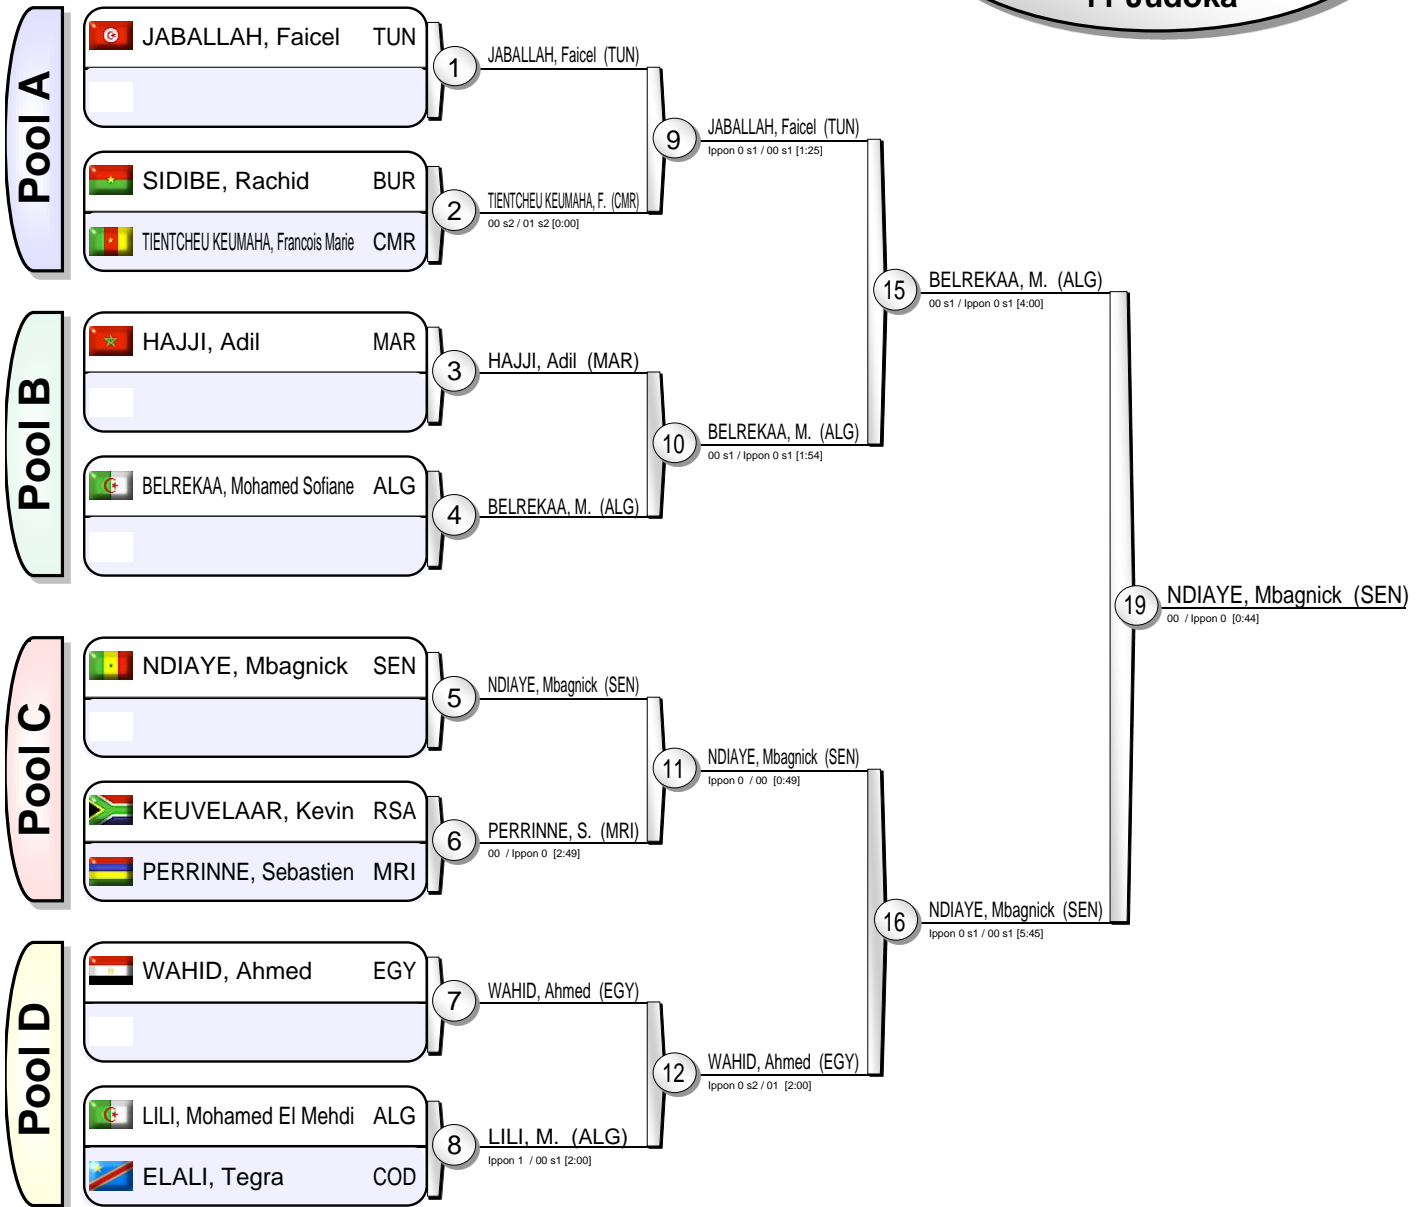 11 Judoka
Pool A
JABALLAH, Faicel TUN
SIDIBE, Rachid BUR
TIENTCHEU KEUMAHA, Francois Marie CMR
1
JABALLAH, Faicel (TUN)
2
TIENTCHEU KEUMAHA, F. (CMR)
00 s2 / 01 s2 [0:00]
9
JABALLAH, Faicel (TUN)
Ippon 0 s1 / 00 s1 [1:25]
Pool B
HAJJI, Adil MAR
BELREKAA, Mohamed Sofiane ALG
3
HAJJI, Adil (MAR)
4
BELREKAA, M. (ALG)
10
BELREKAA, M. (ALG)
00 s1 / Ippon 0 s1 [1:54]
15
BELREKAA, M. (ALG)
00 s1 / Ippon 0 s1 [4:00]
Pool C
NDIAYE, Mbagnick SEN
KEUVELAAR, Kevin RSA
PERRINNE, Sebastien MRI
5
NDIAYE, Mbagnick (SEN)
6
PERRINNE, S. (MRI)
00 / Ippon 0 [2:49]
11
NDIAYE, Mbagnick (SEN)
Ippon 0 / 00 [0:49]
Pool D
WAHID, Ahmed EGY
LILI, Mohamed El Mehdi ALG
ELALI, Tegra COD
7
WAHID, Ahmed (EGY)
8
LILI, M. (ALG)
Ippon 1 / 00 s1 [2:00]
12
WAHID, Ahmed (EGY)
Ippon 0 s2 / 01 [2:00]
16
NDIAYE, Mbagnick (SEN)
Ippon 0 s1 / 00 s1 [5:45]
19
NDIAYE, Mbagnick (SEN)
00 / Ippon 0 [0:44]